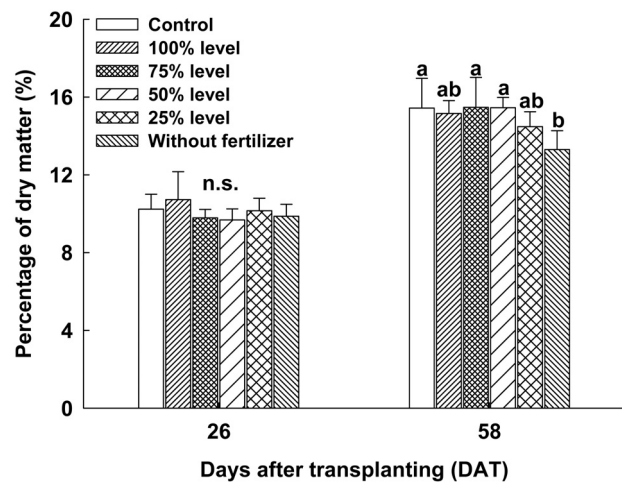 Percentage of dry matter (%)
20
16
12
8
4
0
Control
100% level
75% level
50% level
25% level
Without fertilizer
n.s.
a
ab
a
a
ab
b
26
58
Days after transplanting (DAT)